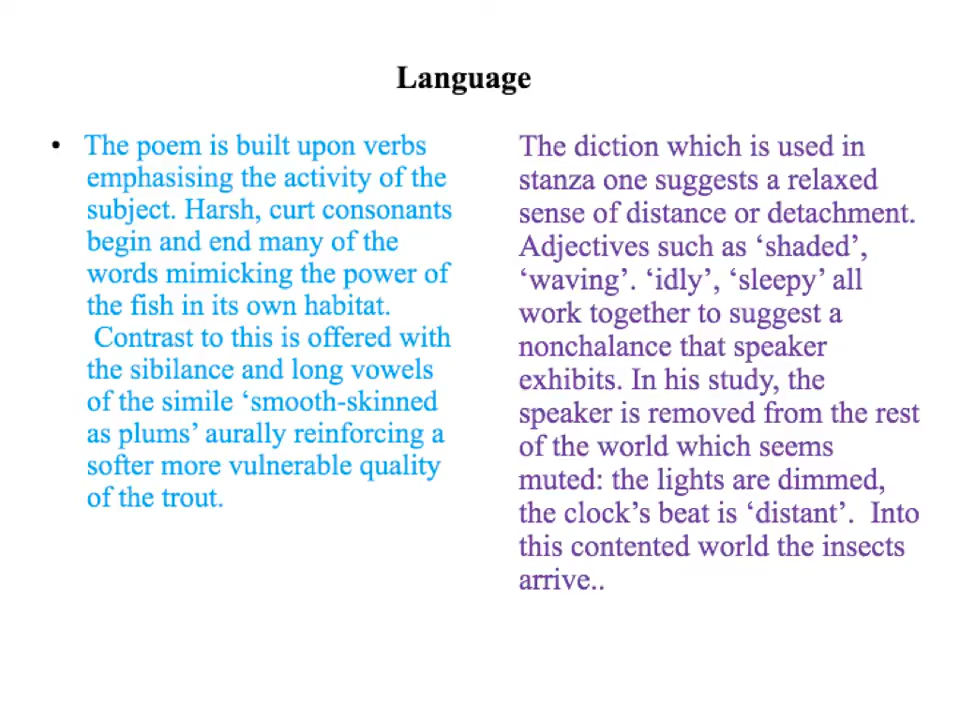 Language
• The poem is built upon verbs
emphasising the activity of the
subject. Harsh, curt consonants
begin and end many of the
words mimicking the power of
the fish in its own habitat.
Contrast to this is offered with
the sibilance and long vowels
of the simile ‘smooth-skinned
as plums’ aurally reinforcing a
softer more vulnerable quality
of the trout.
The diction which is used in
stanza one suggests a relaxed
sense of distance or detachment.
Adjectives such as ‘shaded’,
‘waving’. ‘idly’, ‘sleepy’ all
work together to suggest a
nonchalance that speaker
exhibits. In his study, the
speaker is removed from the rest
of the world which seems
muted: the lights are dimmed,
the clock’s beat is ‘distant’.  Into
this contented world the insects
arrive..